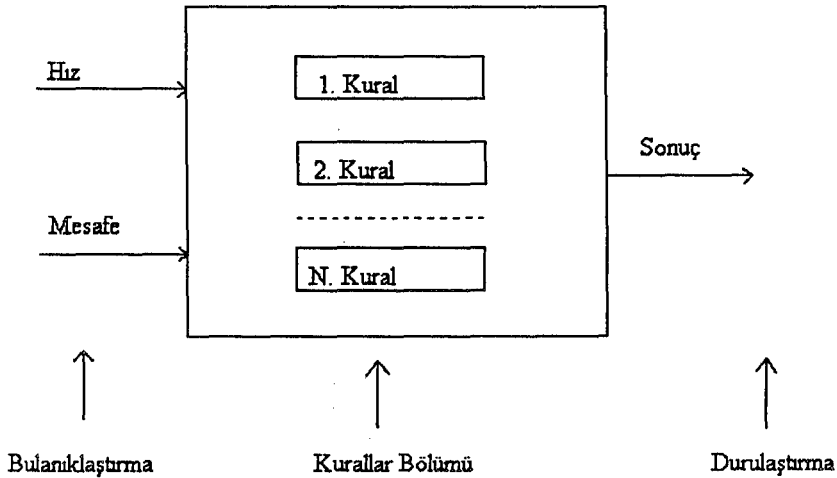 Hız
1. Kural
2. Kural
Sonuç
Mesafe
N. Kural
Bulanıklaştırma
Kurallar Bölümü
Durulaştırma